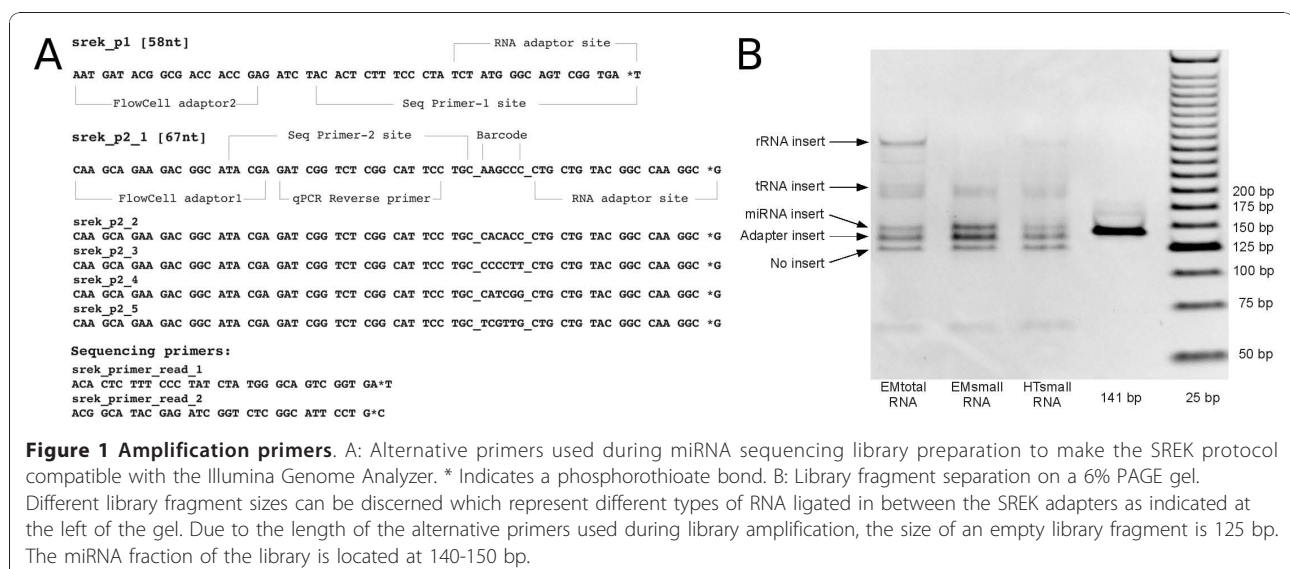 A
srek_p1 [58nt]
RNA adaptor site
AAT GAT ACG GCG ACC ACC GAG ATC TAC ACT CTT TCC CTA TCT ATG GGC AGT CGG TGA *T
FlowCell adaptor2
Seq Primer-1 site
srek_p2_1 [67nt]
Seq Primer-2 site
Barcode
CAA GCA GAA GAC GGC ATA CGA GAT CGG TCT CGG CAT TCC TGC_AAGCCC_CTG CTG TAC GGC CAA GGC *G
FlowCell adaptor1
qPCR Reverse primer
RNA adaptor site
srek_p2_2
CAA GCA GAA GAC GGC ATA CGA GAT CGG TCT CGG CAT TCC TGC_CACACC_CTG CTG TAC GGC CAA GGC *G
srek_p2_3
CAA GCA GAA GAC GGC ATA CGA GAT CGG TCT CGG CAT TCC TGC_CCCCTT_CTG CTG TAC GGC CAA GGC *G
srek_p2_4
CAA GCA GAA GAC GGC ATA CGA GAT CGG TCT CGG CAT TCC TGC_CATCGG_CTG CTG TAC GGC CAA GGC *G
srek_p2_5
CAA GCA GAA GAC GGC ATA CGA GAT CGG TCT CGG CAT TCC TGC_TCGTTG_CTG CTG TAC GGC CAA GGC *G
Sequencing primers:
srek_primer_read_1
ACA CTC TTT CCC TAT CTA TGG GCA GTC GGT GA*T
srek_primer_read_2
ACG GCA TAC GAG ATC GGT CTC GGC ATT CCT G*C
B
rRNA insert
tRNA insert
miRNA insert
Adapter insert
No insert
200 bp
175 bp
150 bp
125 bp
100 bp
75 bp
50 bp
EMtotal RNA
EMsmall RNA
HTsmall RNA
141 bp
25 bp
Figure 1 Amplification primers. A: Alternative primers used during miRNA sequencing library preparation to make the SREK protocol
compatible with the Illumina Genome Analyzer. * Indicates a phosphorothioate bond. B: Library fragment separation on a 6% PAGE gel.
Different library fragment sizes can be discerned which represent different types of RNA ligated in between the SREK adapters as indicated at
the left of the gel. Due to the length of the alternative primers used during library amplification, the size of an empty library fragment is 125 bp.
The miRNA fraction of the library is located at 140-150 bp.